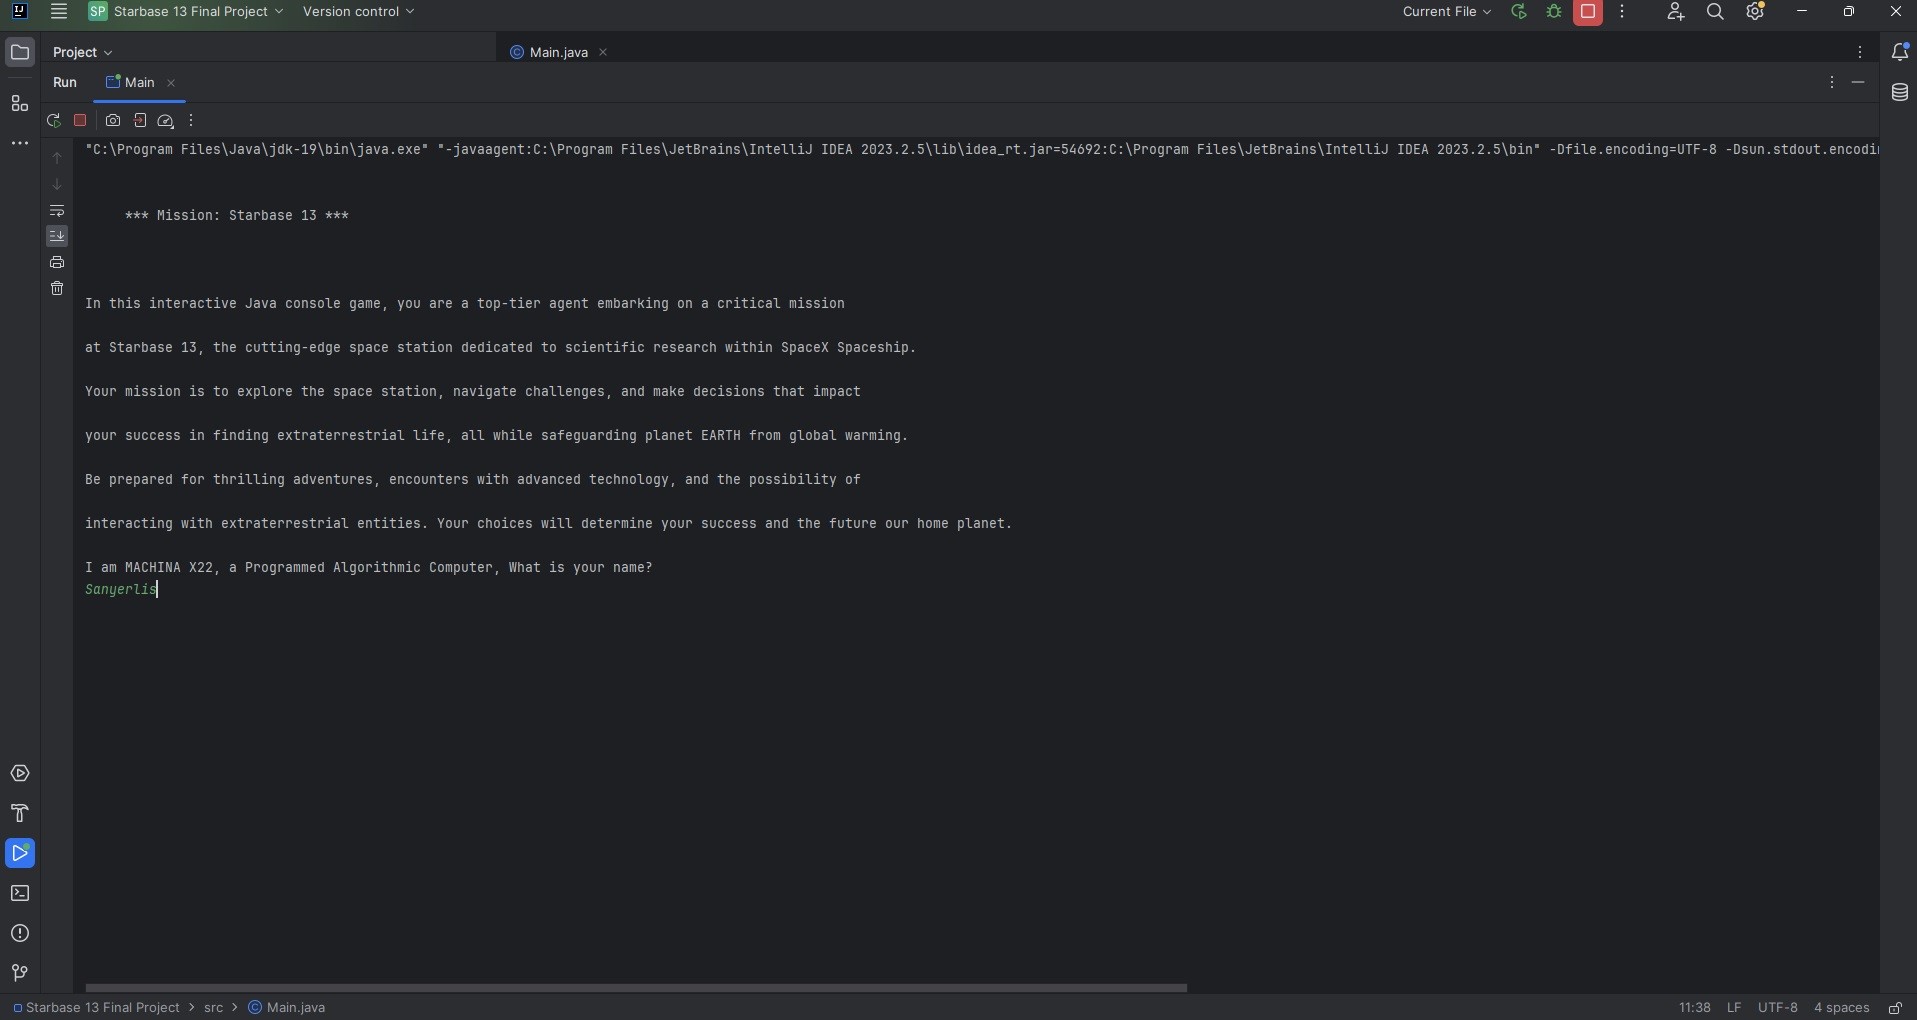 SP Starbase 13 Final Project Version control Current File
Project Main.java
Run Main
"C:\Program Files\Java\jdk-19\bin\java.exe" "-javaagent:C:\Program Files\JetBrains\IntelliJ IDEA 2023.2.5\lib\idea_rt.jar=54692:C:\Program Files\JetBrains\IntelliJ IDEA 2023.2.5\bin" -Dfile.encoding=UTF-8 -Dsun.stdout.encodi
*** Mission: Starbase 13 ***
In this interactive Java console game, you are a top-tier agent embarking on a critical mission
at Starbase 13, the cutting-edge space station dedicated to scientific research within SpaceX Spaceship.
Your mission is to explore the space station, navigate challenges, and make decisions that impact
your success in finding extraterrestrial life, all while safeguarding planet EARTH from global warming.
Be prepared for thrilling adventures, encounters with advanced technology, and the possibility of
interacting with extraterrestrial entities. Your choices will determine your success and the future our home planet.
I am MACHINA X22, a Programmed Algorithmic Computer, What is your name?
Sanyerlis
Starbase 13 Final Project > src > Main.java 11:38 LF UTF-8 4 spaces